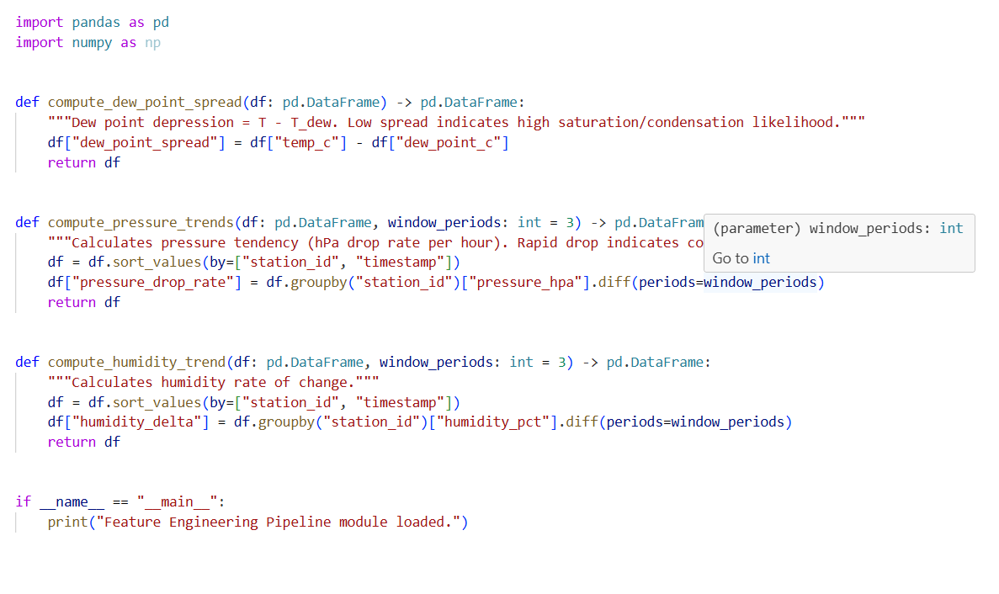 import pandas as pd
import numpy as np
def compute_dew_point_spread(df: pd.DataFrame) -> pd.DataFrame:
"""Dew point depression = T - T_dew. Low spread indicates high saturation/condensation likelihood."""
df["dew_point_spread"] = df["temp_c"] - df["dew_point_c"]
return df
def compute_pressure_trends(df: pd.DataFrame, window_periods: int = 3) -> pd.DataFram
(parameter) window_periods: int
"""Calculates pressure tendency (hPa drop rate per hour). Rapid drop indicates co
Go to int
df = df.sort_values(by=["station_id", "timestamp"])
df["pressure_drop_rate"] = df.groupby("station_id")["pressure_hpa"].diff(periods=window_periods)
return df
def compute_humidity_trend(df: pd.DataFrame, window_periods: int = 3) -> pd.DataFrame:
"""Calculates humidity rate of change."""
df = df.sort_values(by=["station_id", "timestamp"])
df["humidity_delta"] = df.groupby("station_id")["humidity_pct"].diff(periods=window_periods)
return df
if __name__ == "__main__":
print("Feature Engineering Pipeline module loaded.")